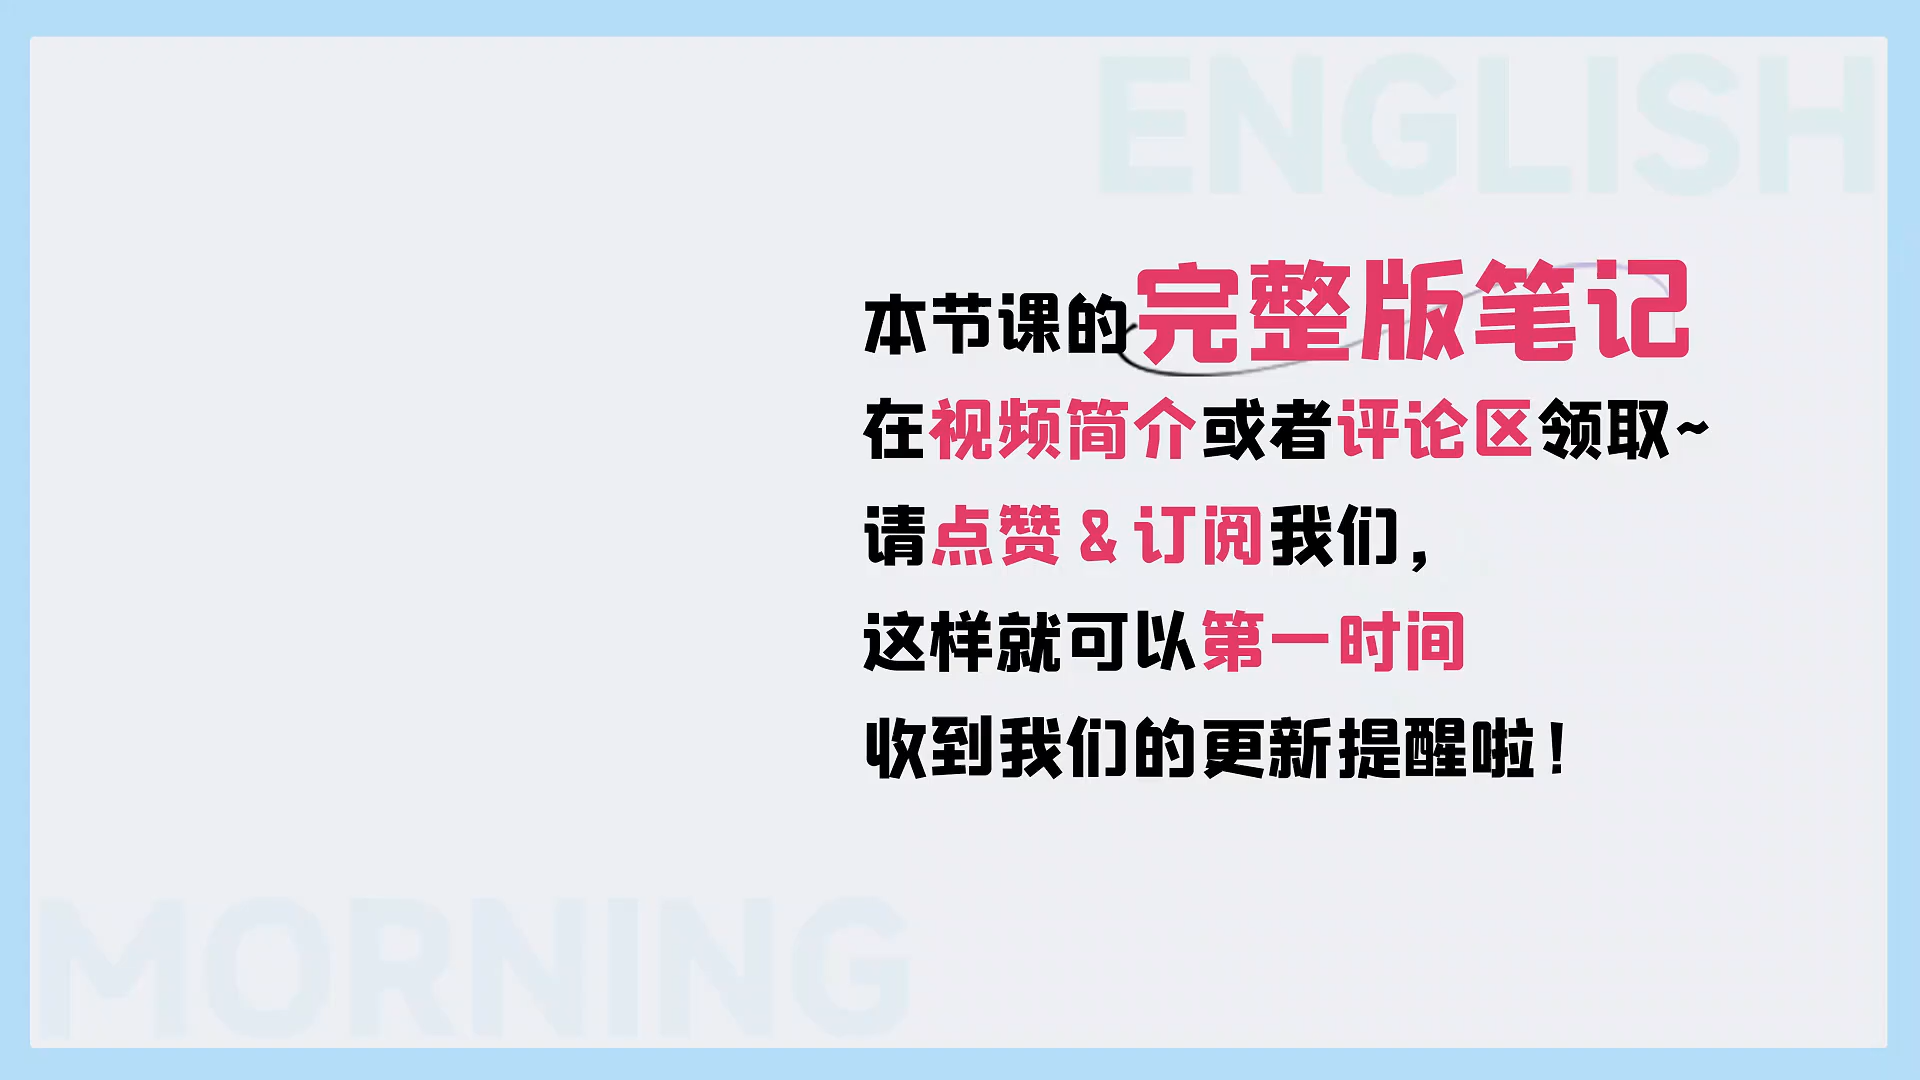 ENGLISH
本节课的完整版笔记
在视频简介或者评论区领取~
请点赞&订阅我们，
这样就可以第一时间
收到我们的更新提醒啦！
MORNING